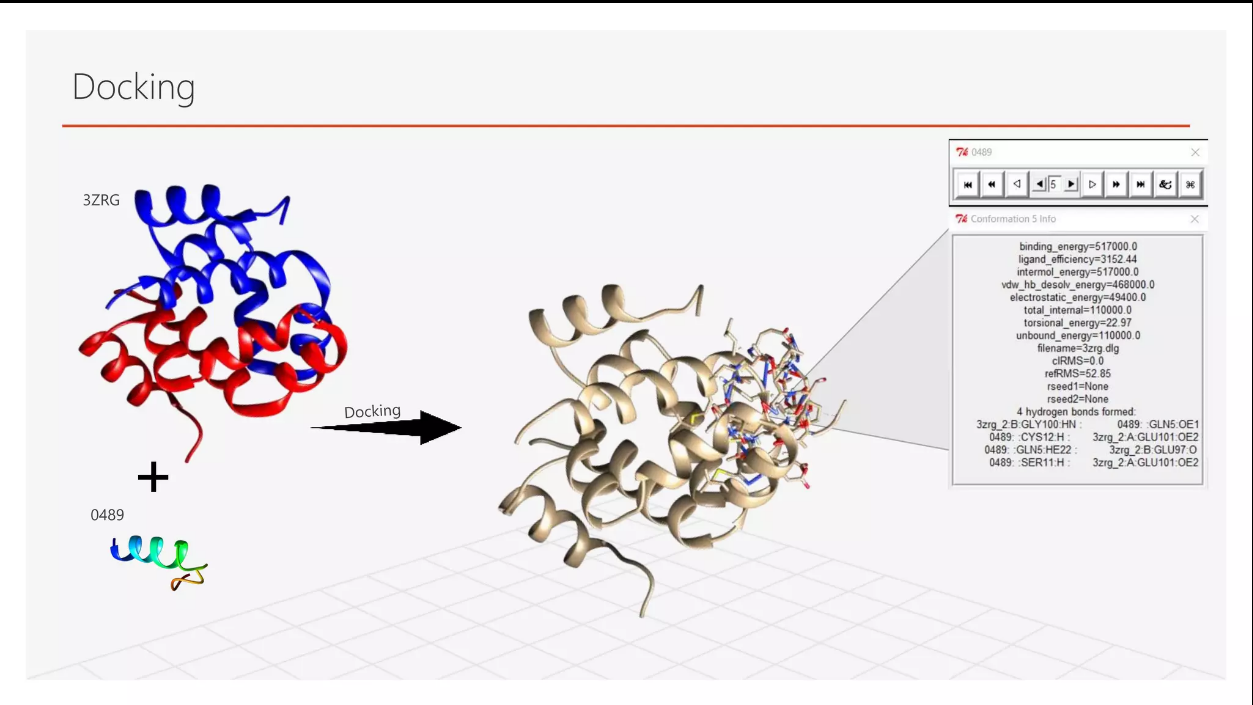 Docking
3ZRG
0489
Docking
0489
5
Conformation 5 Info
binding_energy=517000.0
ligand_efficiency=3152.44
intermol_energy=517000.0
vdw_hb_desolv_energy=468000.0
electrostatic_energy=49400.0
total_internal=110000.0
torsional_energy=22.97
unbound_energy=110000.0
filename=3zrg.dlg
clRMS=0.0
refRMS=52.85
rseed1=None
rseed2=None
4 hydrogen bonds formed:
3zrg_2:B:GLY100:HN : 0489: :GLN5:OE1
0489: :CYS12:H : 3zrg_2:A:GLU101:OE2
0489: :GLN5:HE22 : 3zrg_2:B:GLU97:O
0489: :SER11:H : 3zrg_2:A:GLU101:OE2